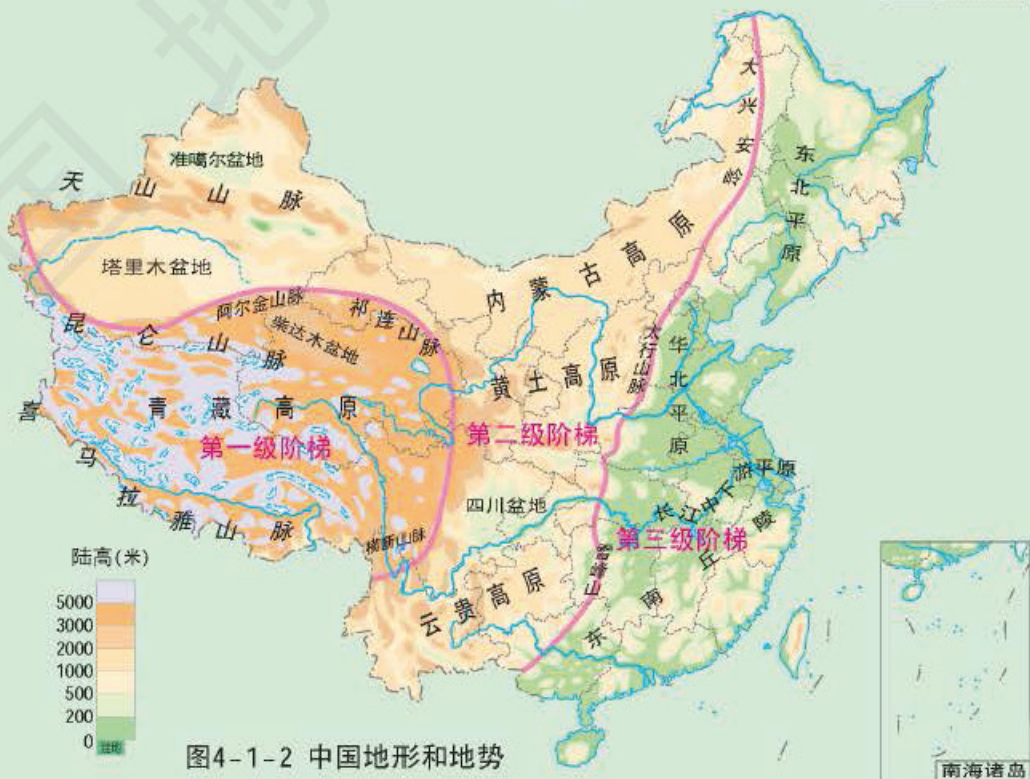 大兴安岭
准噶尔盆地
天山山脉
东北平原
塔里木盆地
内蒙古高原
阿尔金山脉
祁连山脉
昆仑山脉
柴达木盆地
太行山脉
华北平原
黄土高原
青藏高原
喜马拉雅山脉
第一级阶梯
第二级阶梯
四川盆地
长江中下游平原
第三级阶梯
横断山脉
雪峰山
云贵高原
东南丘陵
陆高(米)
5000
3000
2000
1000
500
200
0
洼地
图4-1-2 中国地形和地势
南海诸岛